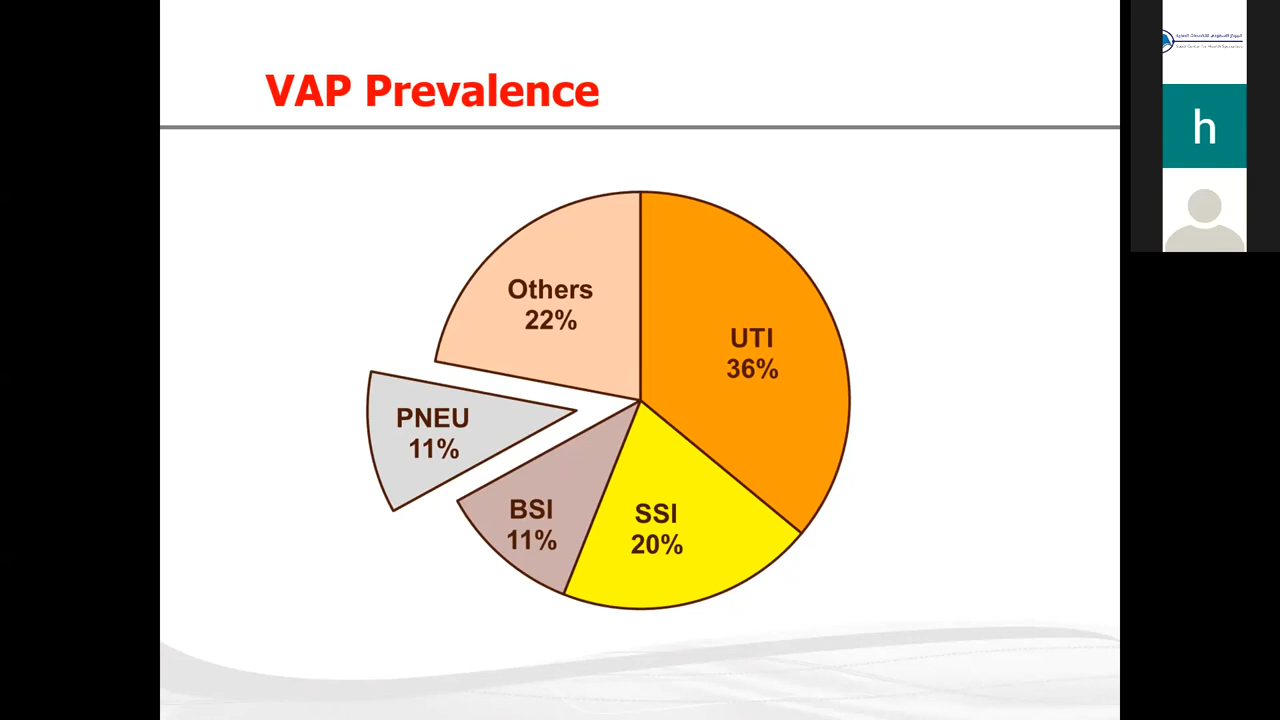 VAP Prevalence
Others
22%
UTI
36%
PNEU
11%
BSI
11%
SSI
20%
h